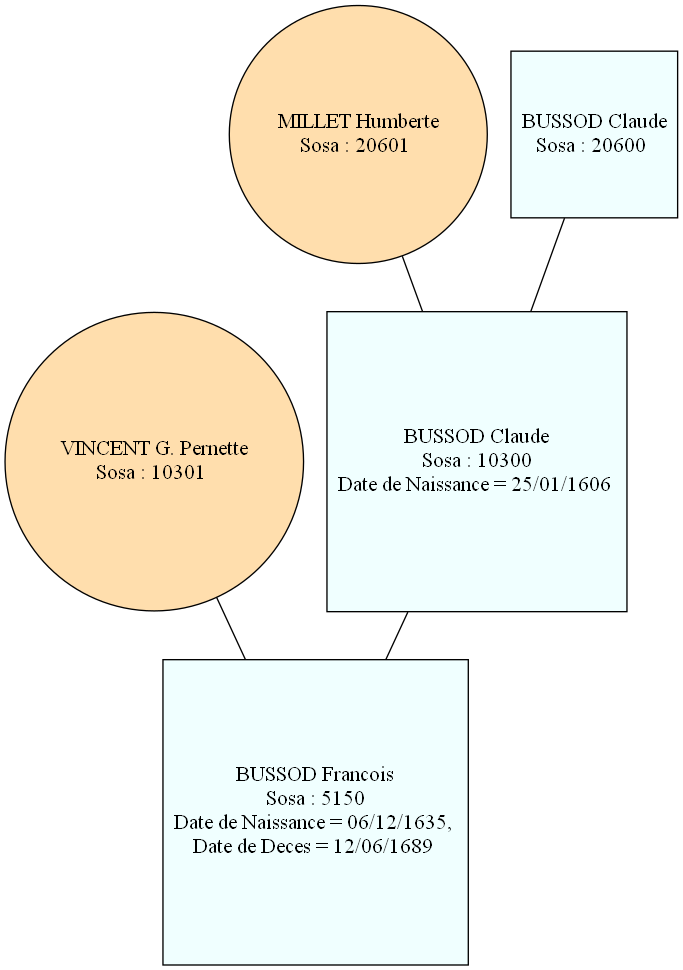 MILLET Humberte
Sosa : 20601
BUSSOD Claude
Sosa : 20600
VINCENT G. Pernette
Sosa : 10301
BUSSOD Claude
Sosa : 10300
Date de Naissance = 25/01/1606
BUSSOD Francois
Sosa : 5150
Date de Naissance = 06/12/1635,
Date de Deces = 12/06/1689